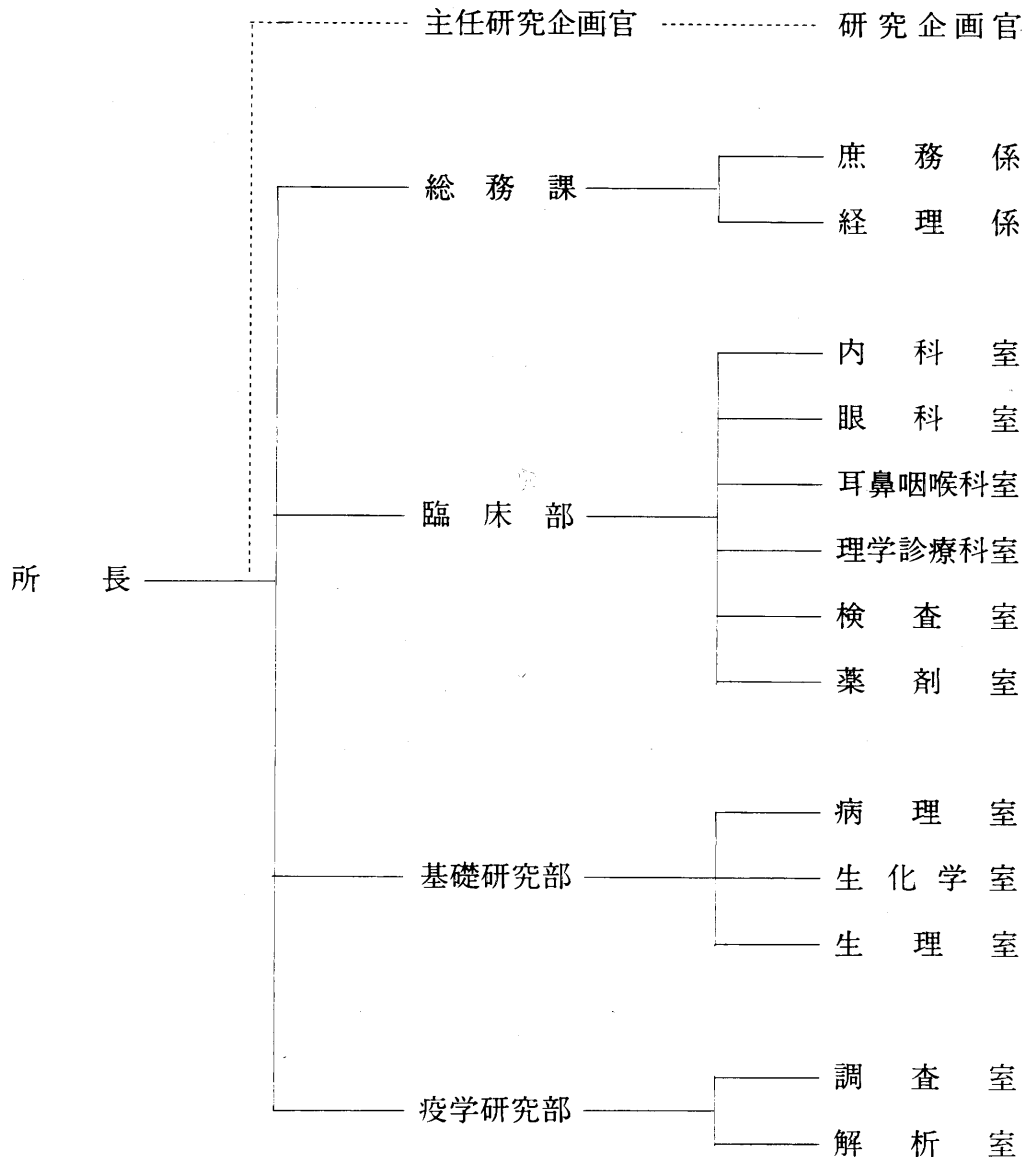 主任研究企画官 研究企画官
庶務係
総務課
経理係
内科室
眼科室
耳鼻咽喉科室
臨床部
理学診療科室
所長
検査室
薬剤室
病理室
基礎研究部 生化学室
生理室
調査室
疫学研究部
解析室